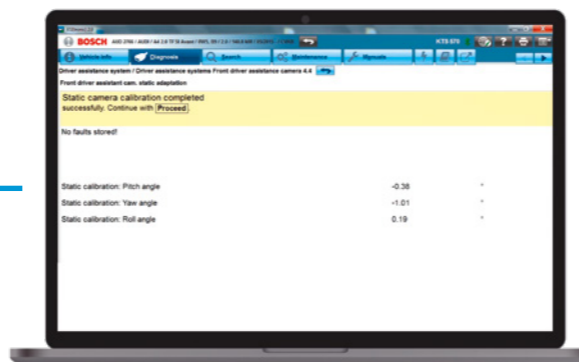 BOSCH
KTS 570
Vehicle info Diagnosis Search Maintenance Manuals
Driver assistance system / Driver assistance systems Front driver assistance camera 4.4
Front driver assistant cam. static adaptation
Static camera calibration completed
successfully. Continue with Proceed.
No faults stored!
Static calibration: Pitch angle -0.38 °
Static calibration: Yaw angle -1.01 °
Static calibration: Roll angle 0.19 °